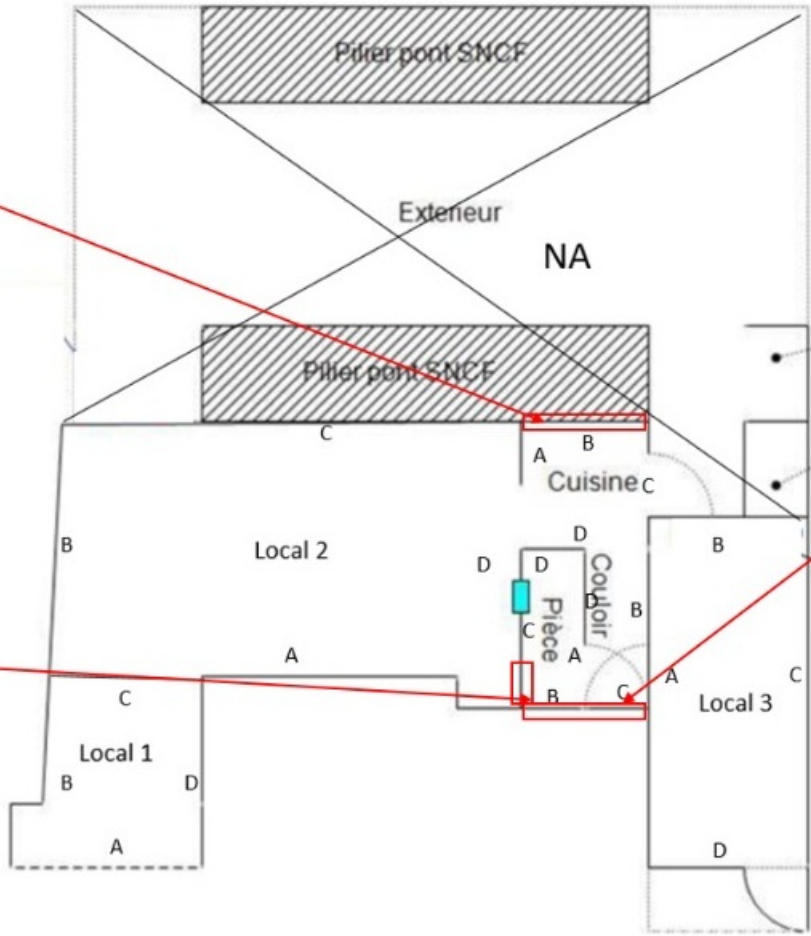 Pilier pont SNCF
Exterieur
NA
Pilier pont SNCF
C
B
A
Cuisine
C
D
B
Local 2
D
D
B
Couloir
D
B
Pièce
C
A
A
A
C
C
B
C
Local 3
Local 1
B
D
A
D